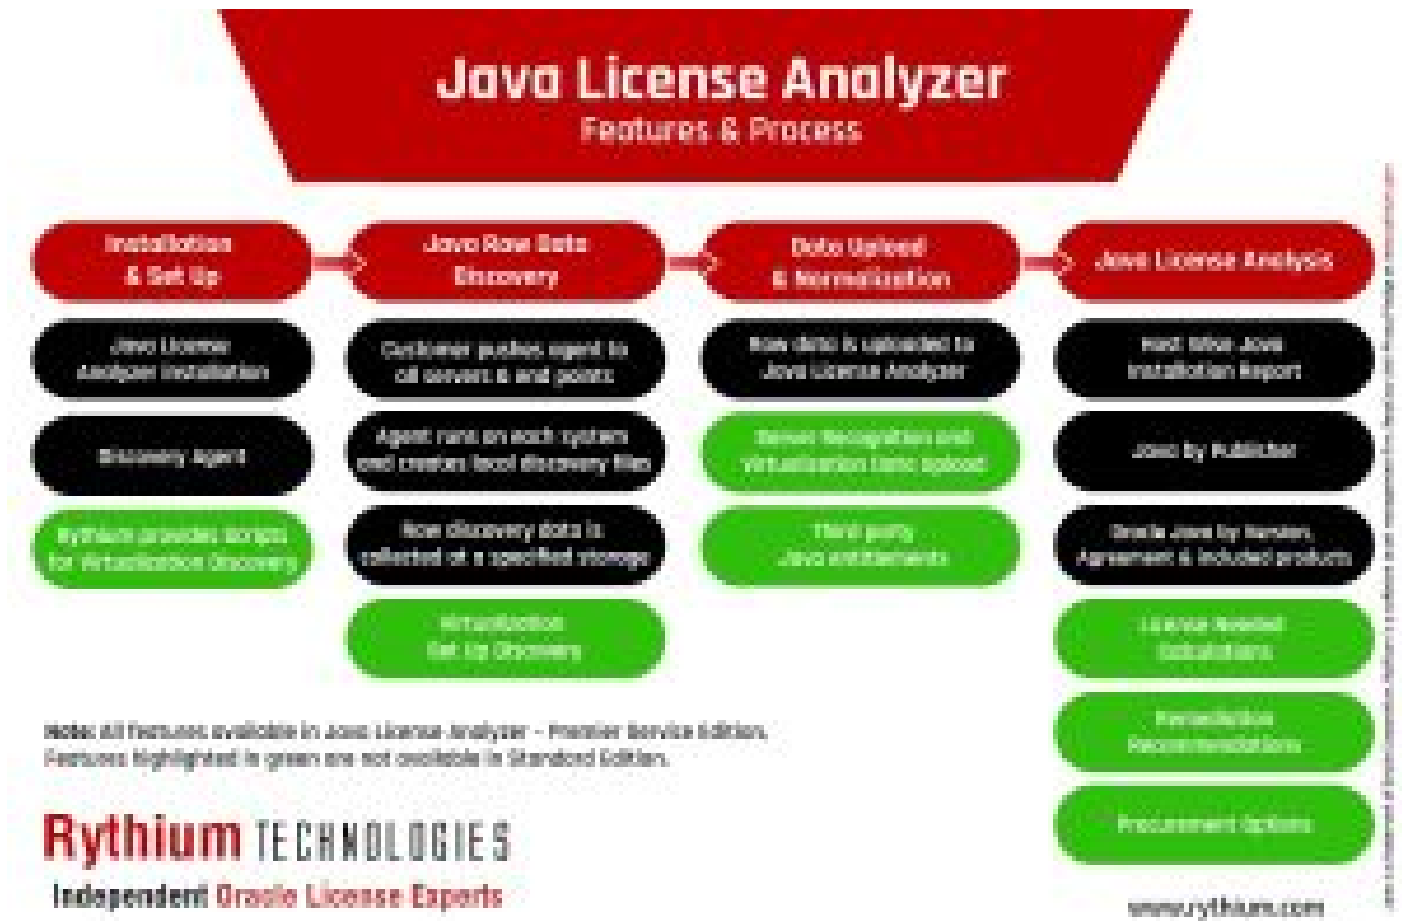 Java License Analyzer
Features & Process
Installation
& Set Up
Java License
Analyzer Installation
Discovery Agent
Rythium provides scripts
for Virtualization Discovery
Java Raw Data
Discovery
Customer pushes agent to
all servers & end points
Agent runs on each system
and creates local discovery files
Raw discovery data is
collected at a specified storage
Virtualization
Set Up Discovery
Data Upload
& Normalization
Raw data is uploaded to
Java License Analyzer
Server Recognition and
Virtualization Data Upload
Third party
Java entitlements
Java License Analysis
Host Wise Java
Installation Report
Java by Publisher
Oracle Java by Version,
Agreement & included products
License Needed
Calculations
Remediation
Recommendations
Procurement Options
Note: All features available in Java License Analyzer - Premier Service Edition.
Features highlighted in green are not available in Standard Edition.
Rythium TECHNOLOGIES
Independent Oracle License Experts
www.rythium.com